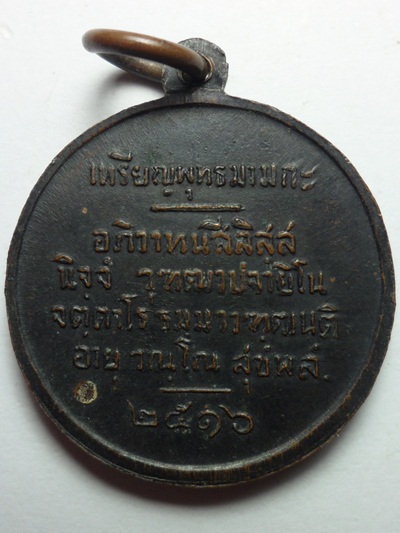 เหรียญพุทธมามกะ
อภิวาทนสีลิสฺส
นิจฺจํ วุฑฺฒาปจายิโน
จตฺตาโร ธมฺมา วฑฺฒนฺติ
อายุ วณฺโณ สุขํ พลํ.
๒๕๑๖